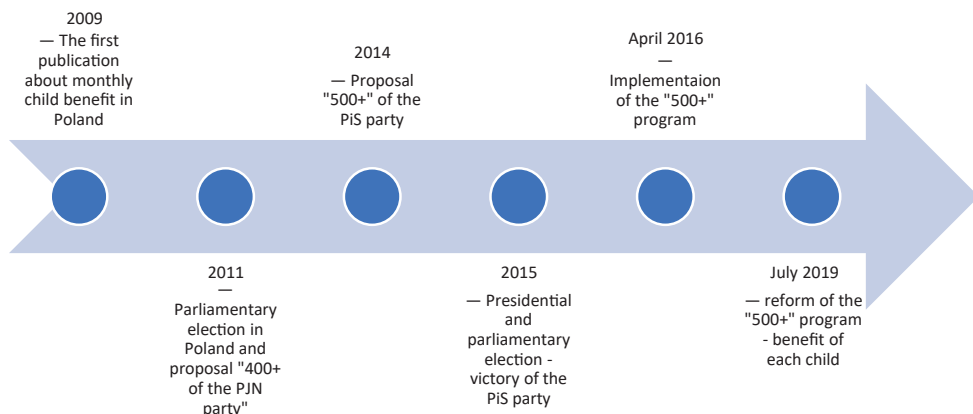 2009
— The first
publication
about monthly
child benefit in
Poland
2011
—
Parliamentary
election in
Poland and
proposal "400+
of the PJN
party"
2014
— Proposal
"500+" of the
PiS party
2015
— Presidential
and
parliamentary
election -
victory of the
PiS party
April 2016
—
Implementaion
of the "500+"
program
July 2019
— reform of the
"500+" program
- benefit of
each child